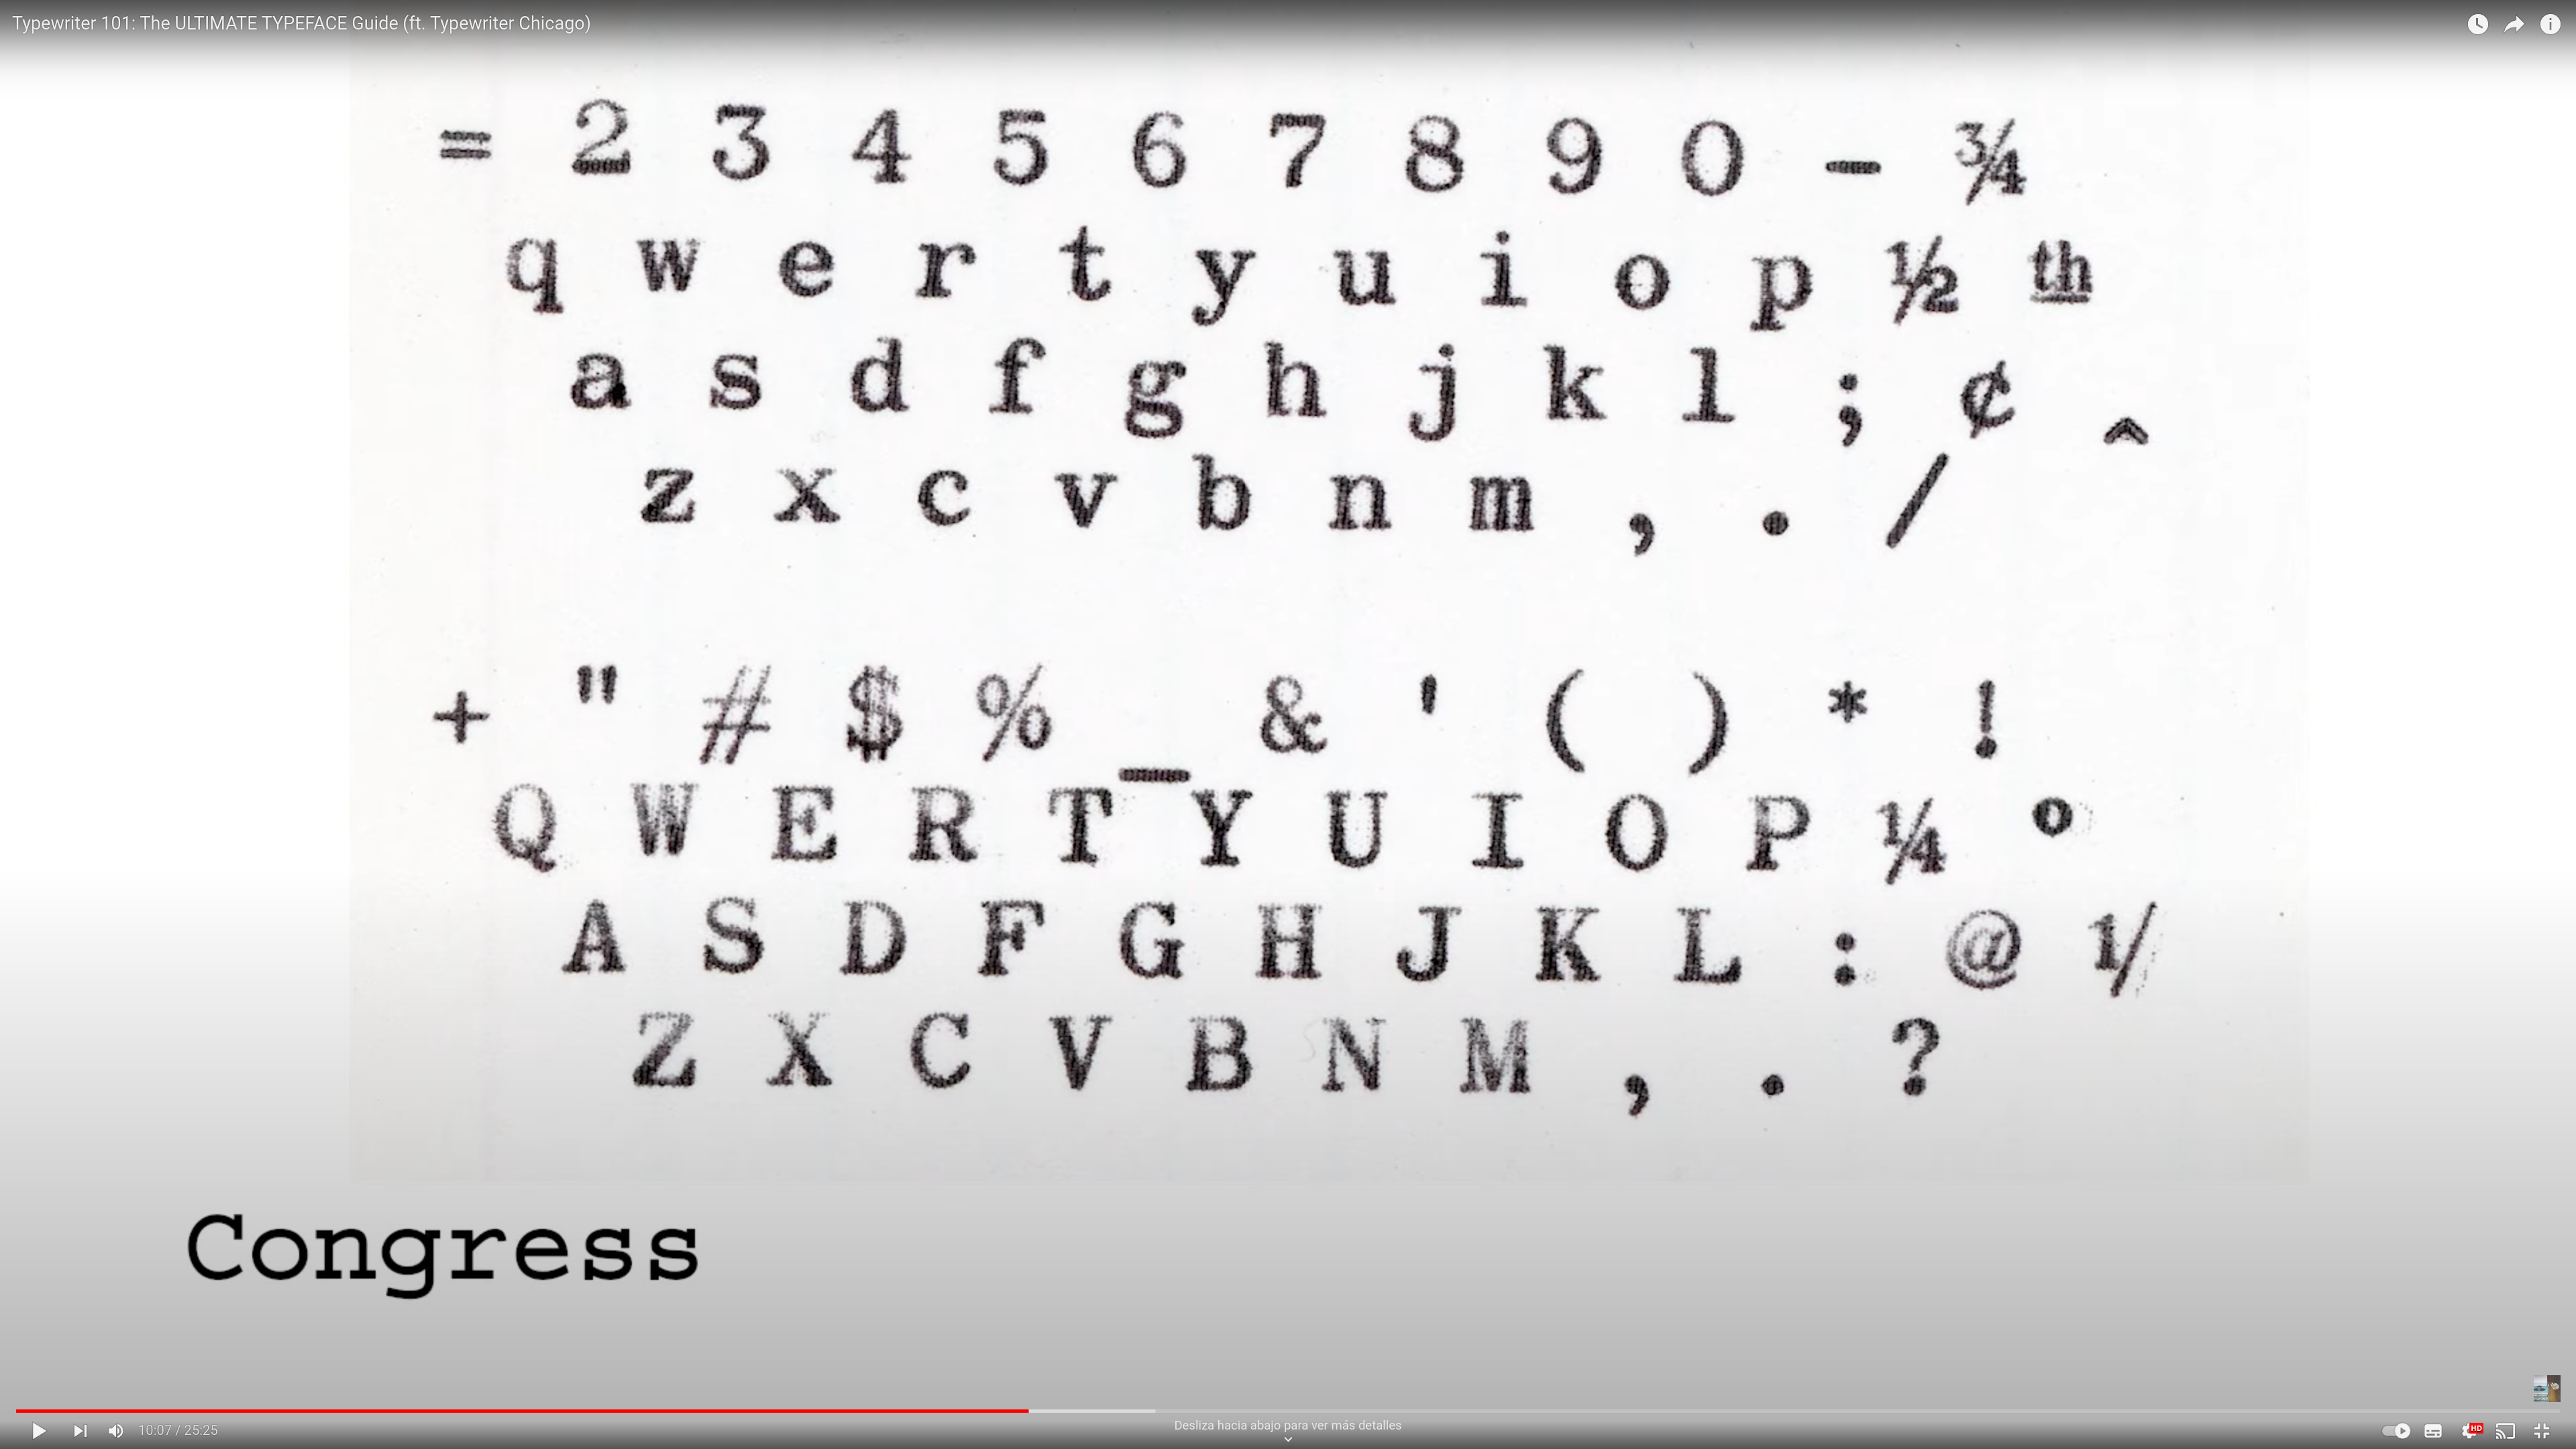 Typewriter 101: The ULTIMATE TYPEFACE Guide (ft. Typewriter Chicago)
= 2 3 4 5 6 7 8 9 0 - ¾
q w e r t y u i o p ½ th
a s d f g h j k l ; ¢ ^
z x c v b n m , . /
+ " # $ % _ & ' ( ) * !
Q W E R T Y U I O P ¼ º
A S D F G H J K L : @ 1/
Z X C V B N M , . ?
Congress
10:07 / 25:25
Desliza hacia abajo para ver más detalles
HD